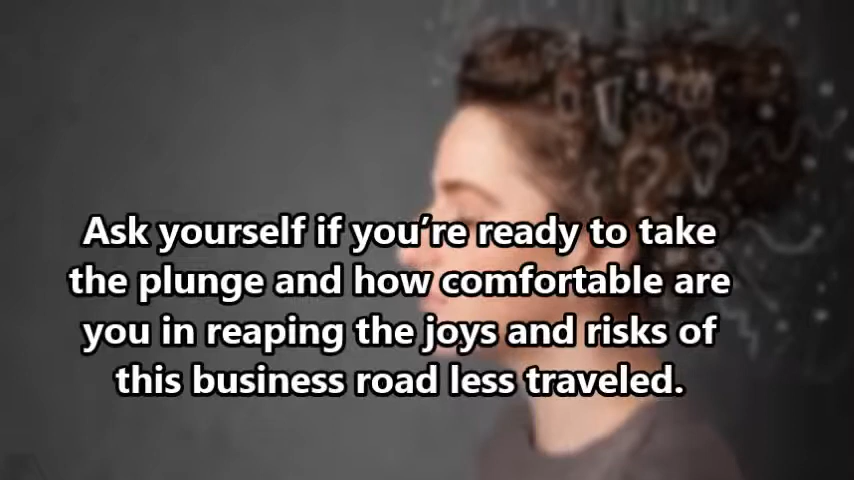 Ask yourself if you’re ready to take
the plunge and how comfortable are
you in reaping the joys and risks of
this business road less traveled.